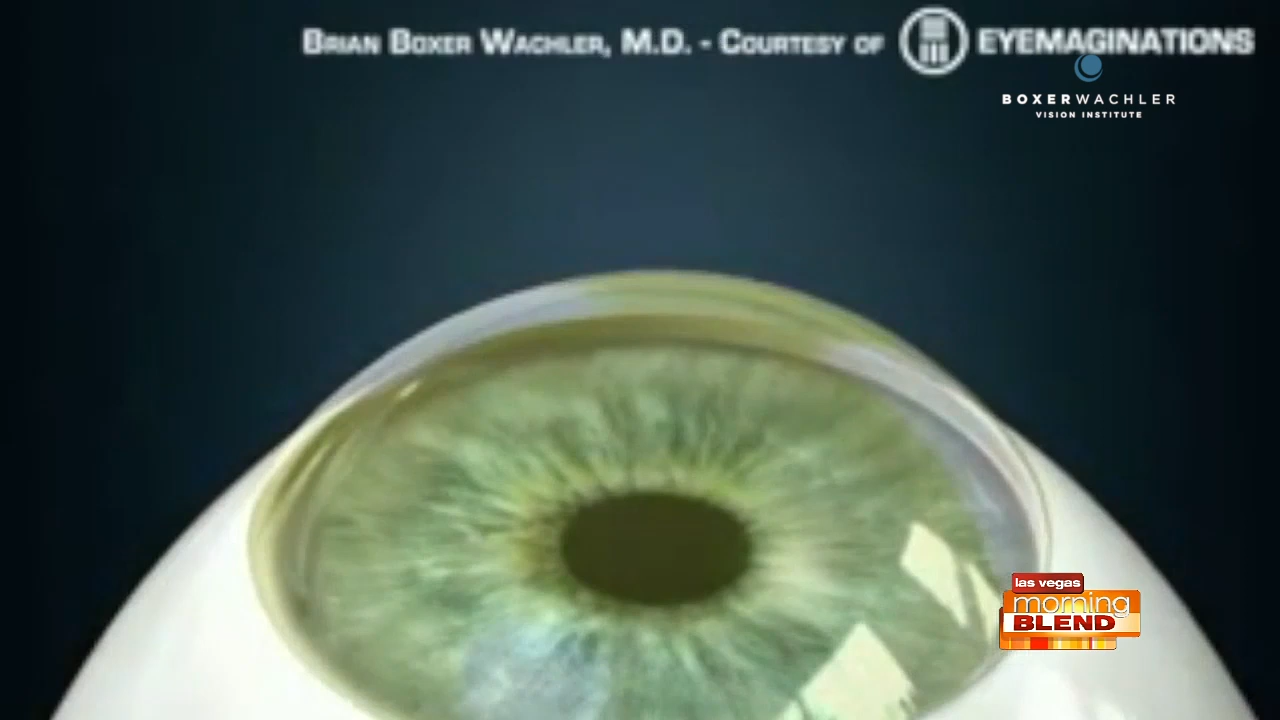 BRIAN BOXER WACHLER, M.D. - COURTESY OF EYEMAGINATIONS
BOXERWACHLER
VISION INSTITUTE
las vegas
morning
BLEND